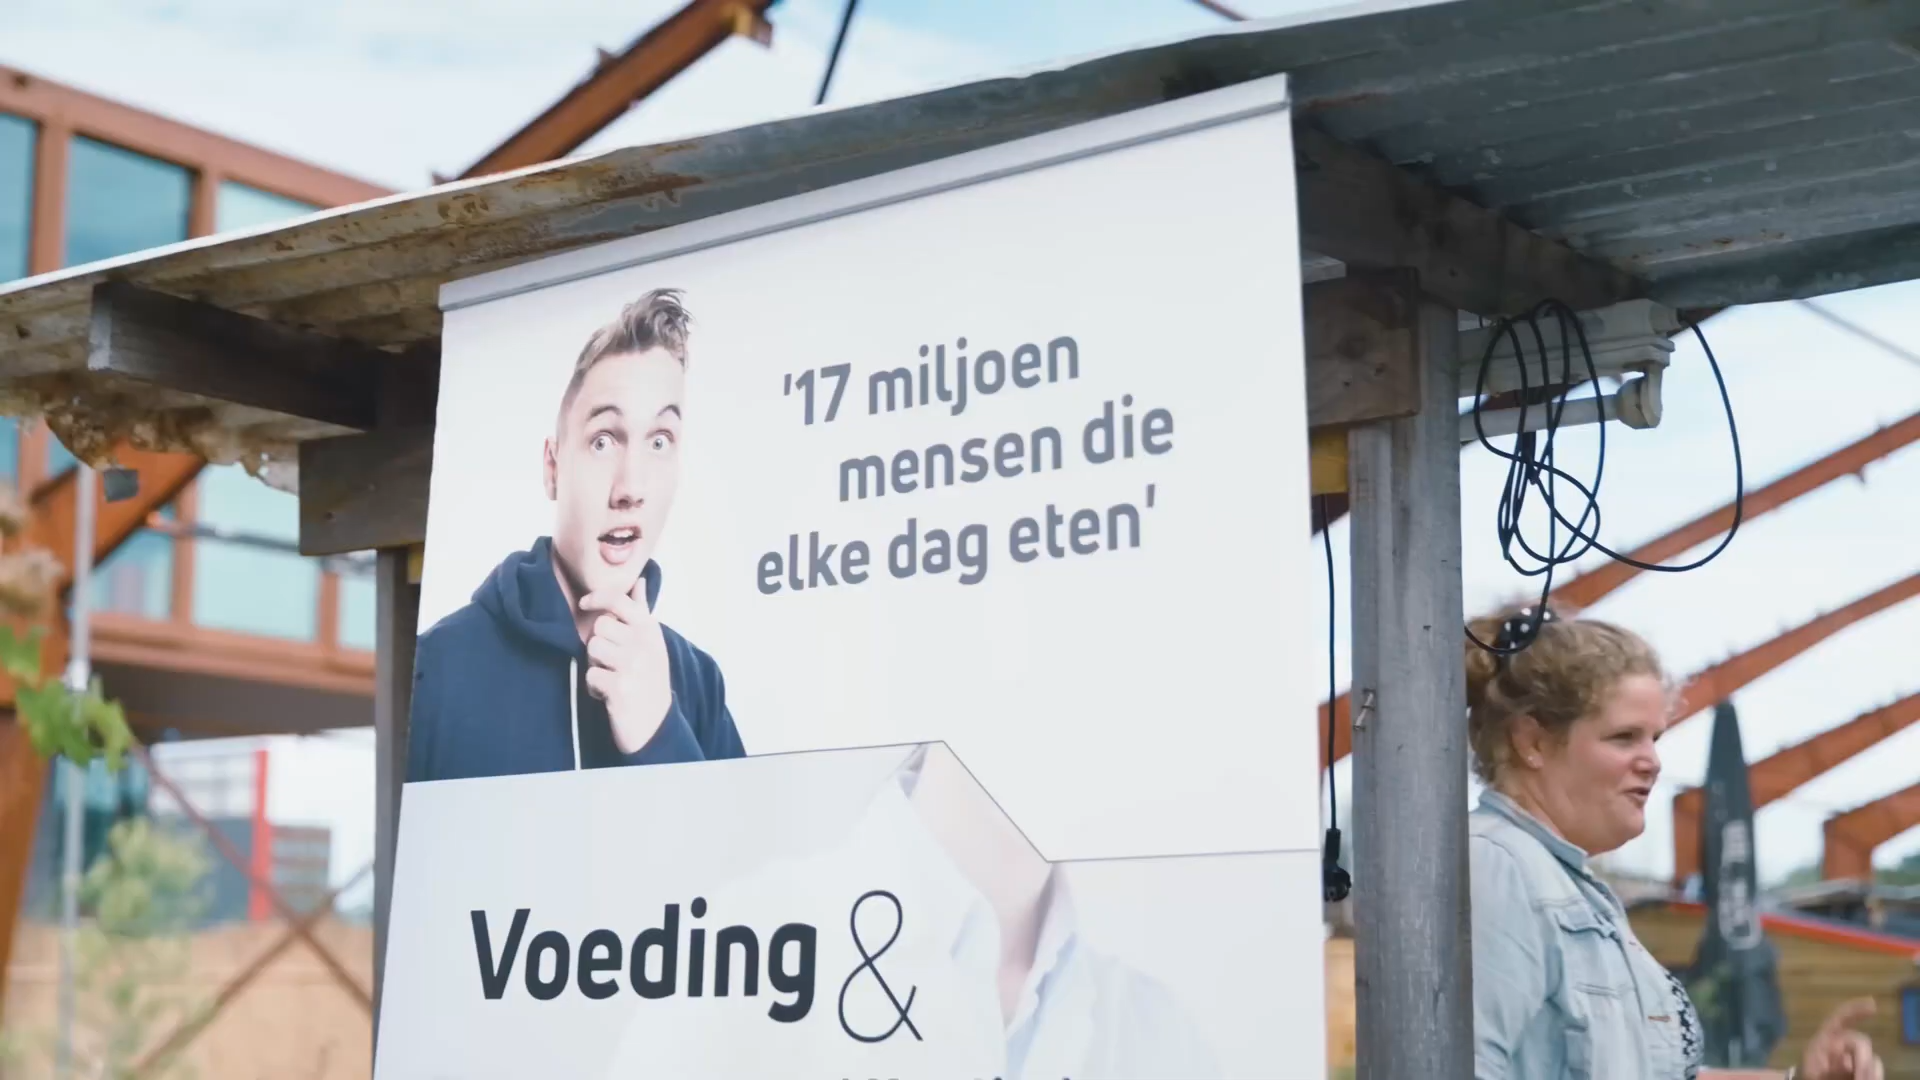 '17 miljoen
mensen die
elke dag eten'
Voeding &